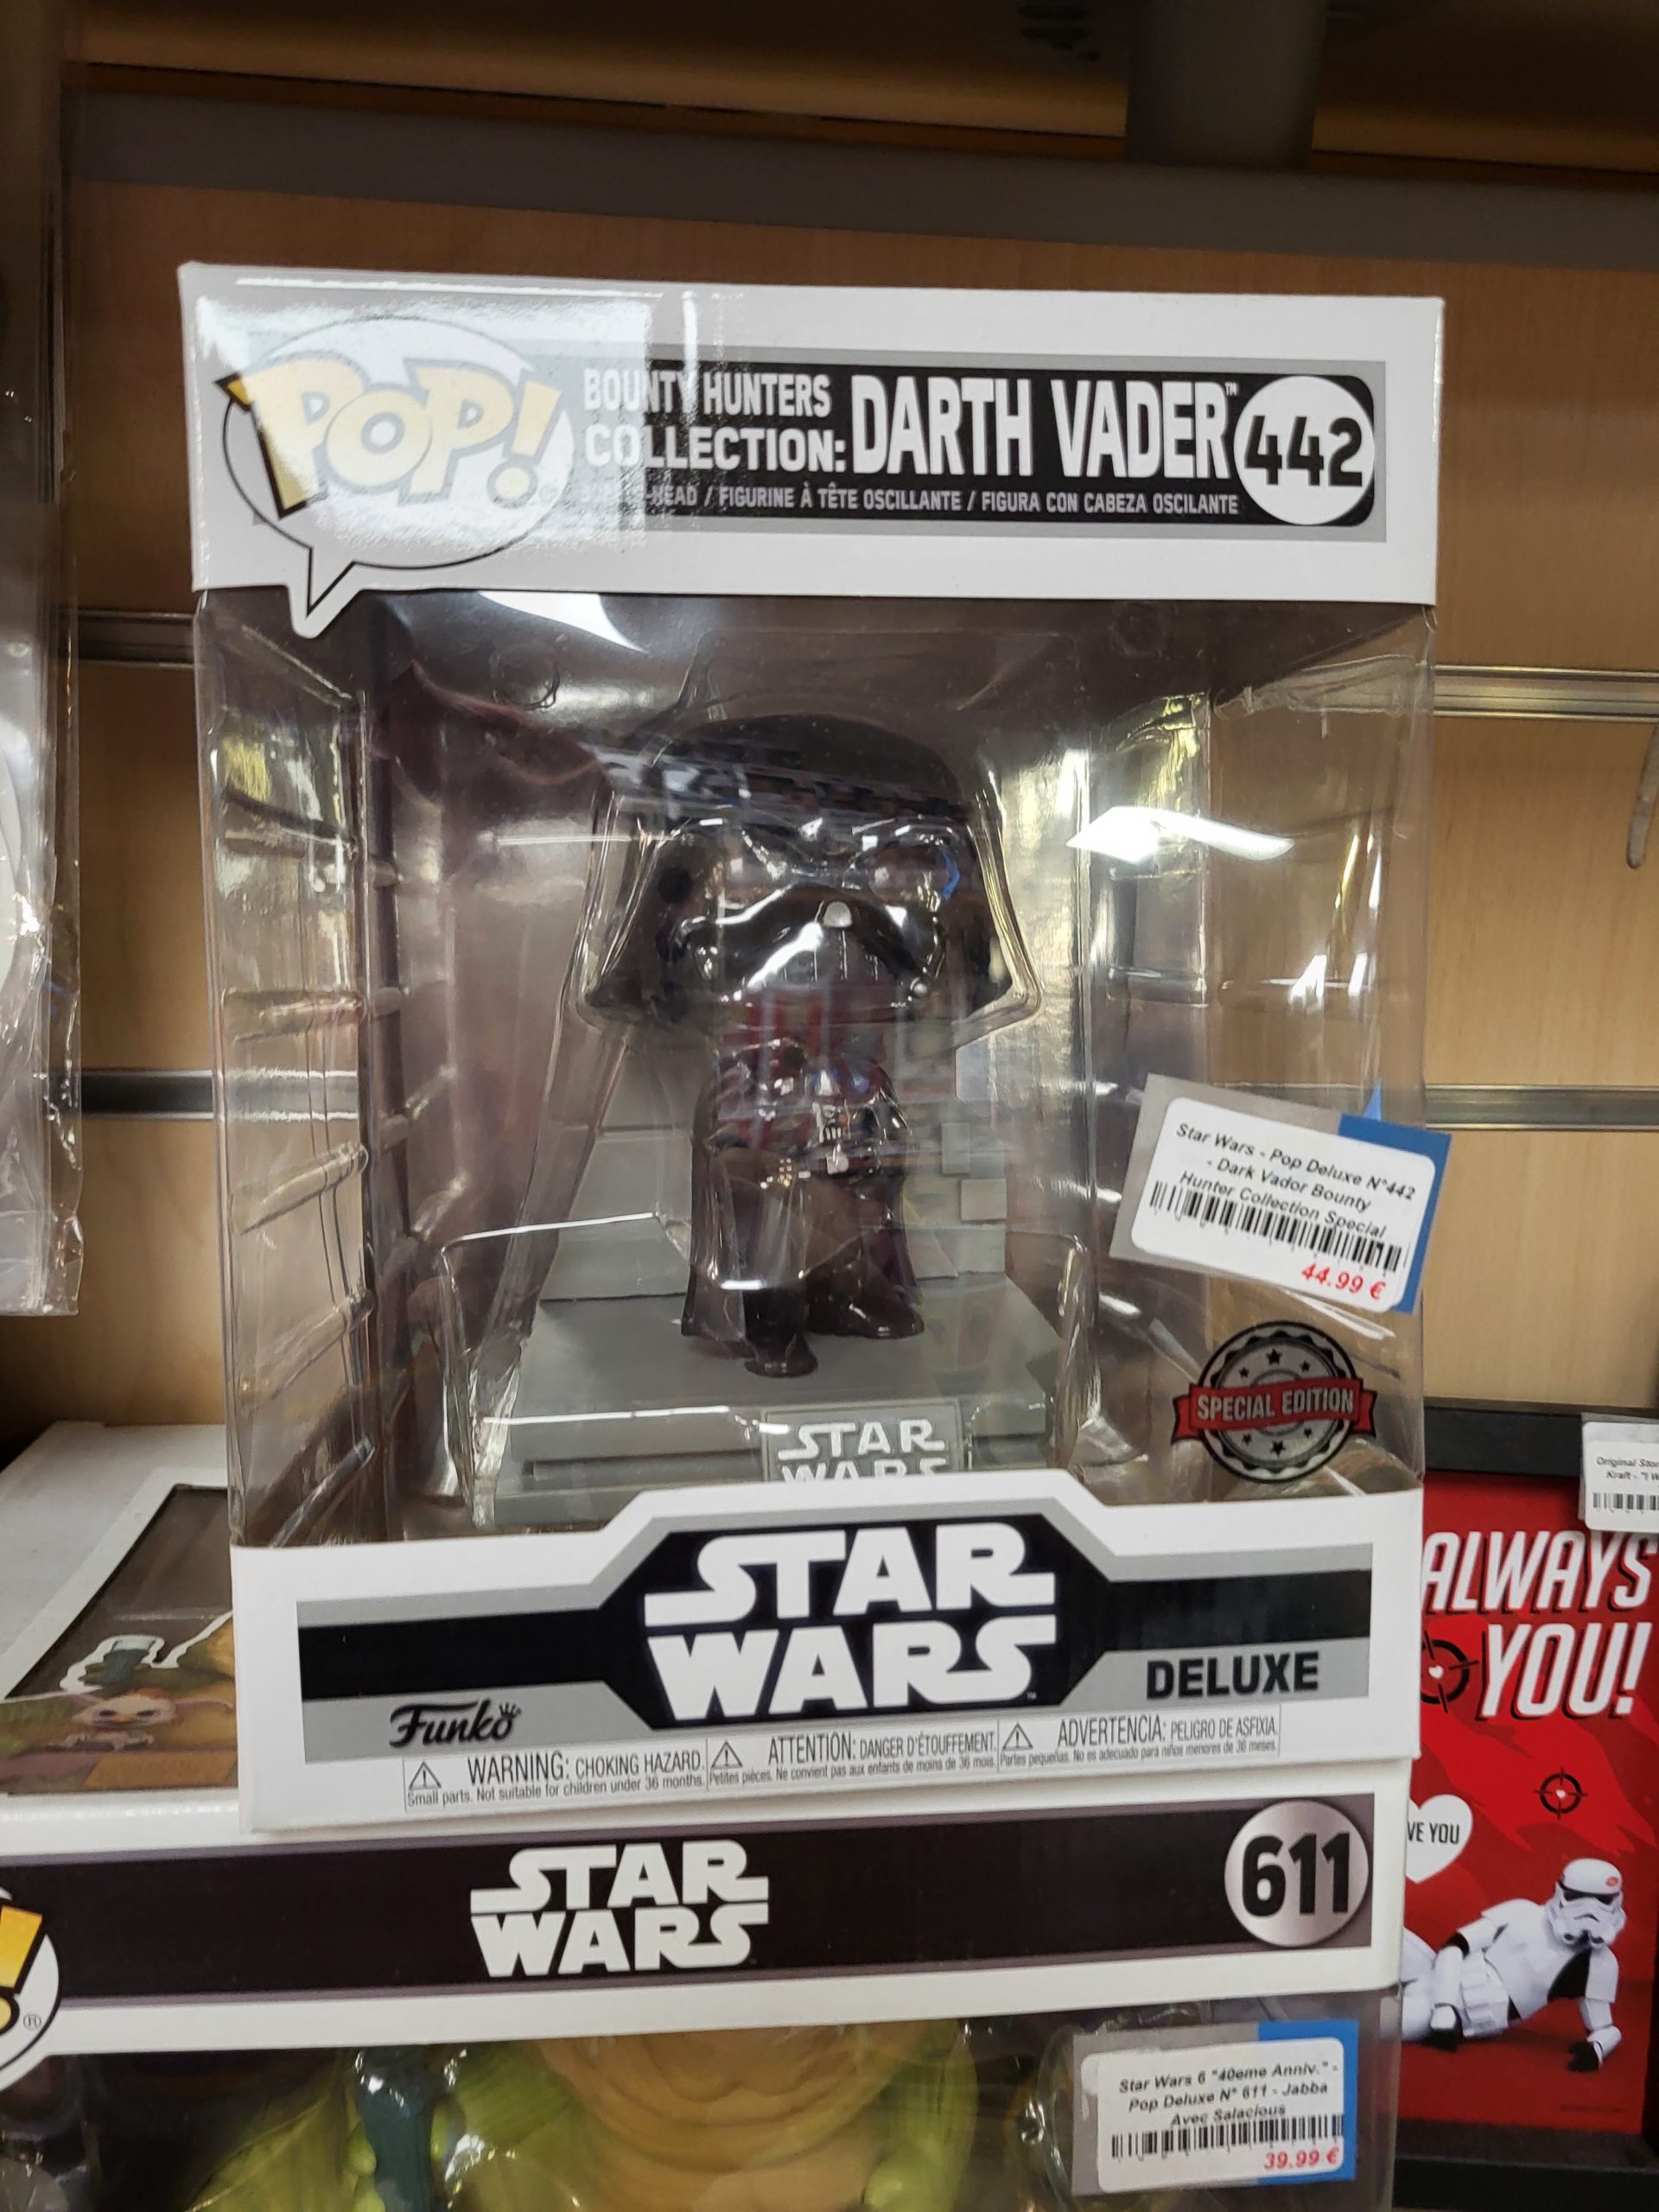 POP!
BOUNTY HUNTERS
COLLECTION: DARTH VADER™ 442
-HEAD / FIGURINE À TÊTE OSCILLANTE / FIGURA CON CABEZA OSCILANTE
Star Wars - Pop Deluxe N°442
- Dark Vador Bounty
Hunter Collection Special
44.99 €
SPECIAL EDITION
STAR
WARS
STAR
WARS
DELUXE
Funko
WARNING: CHOKING HAZARD.
Small parts. Not suitable for children under 36 months.
ATTENTION: DANGER D'ÉTOUFFEMENT.
Petites pièces. Ne convient pas aux enfants de moins de 36 mois.
ADVERTENCIA: PELIGRO DE ASFIXIA.
Partes pequeñas. No es adecuado para niños menores de 36 meses.
Original
Kraft - "I
ALWAYS
YOU!
VE YOU
STAR
WARS
611
!
®
Star Wars 6 "40eme Anniv." -
Pop Deluxe N° 611 - Jabba
Avec Salacious
39.99 €